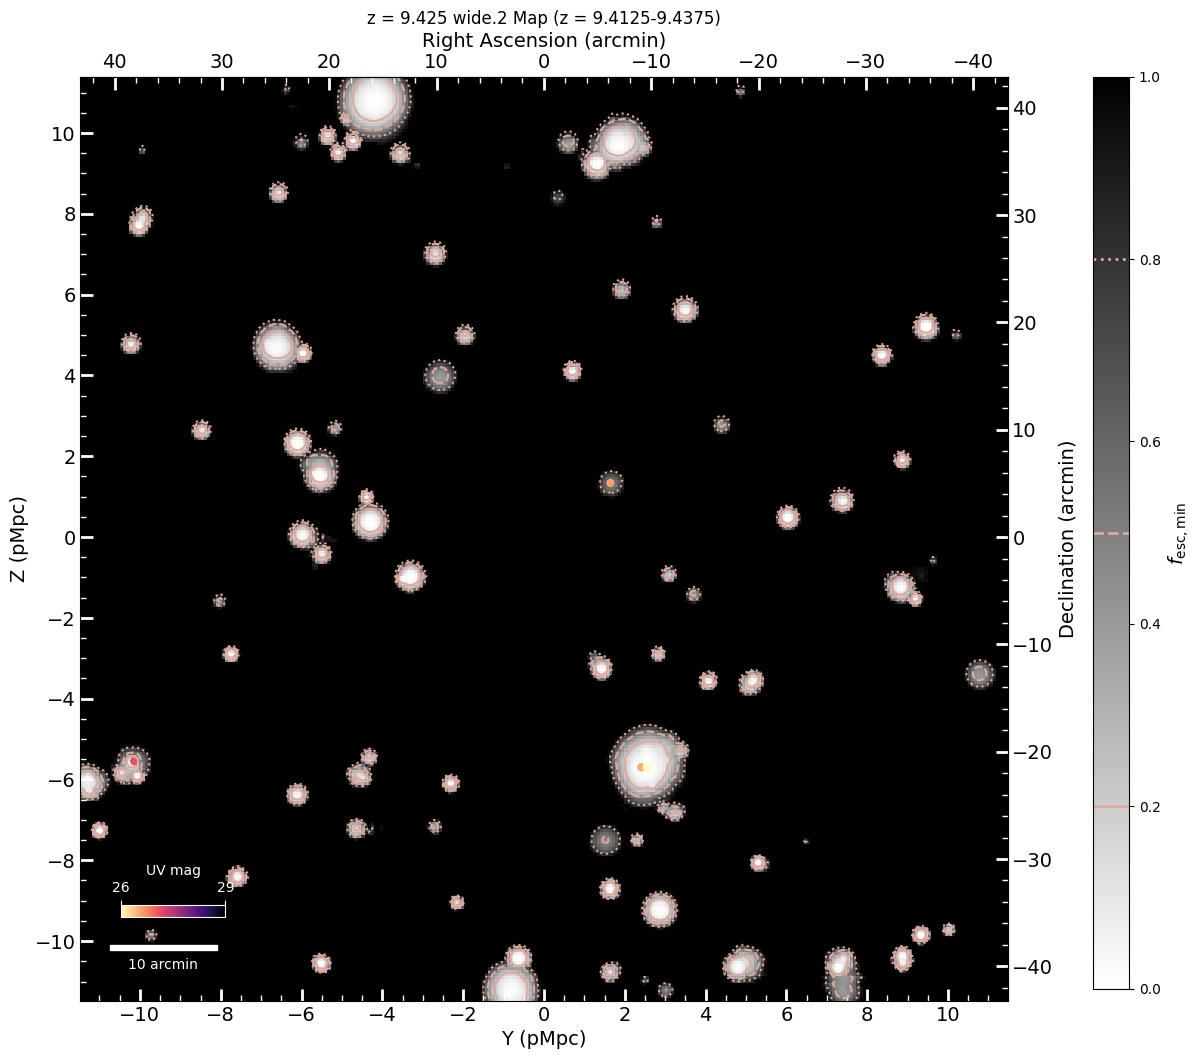 z = 9.425 wide.2 Map (z = 9.4125-9.4375)
Right Ascension (arcmin)
40 30 20 10 0 −10 −20 −30 −40
10
8
6
4
2
0
−2
−4
−6
−8
−10
Z (pMpc)
UV mag
26 29
10 arcmin
−10 −8 −6 −4 −2 0 2 4 6 8 10
Y (pMpc)
40
30
20
10
0
−10
−20
−30
−40
Declination (arcmin)
1.0
0.8
0.6
0.4
0.2
0.0
fesc, min